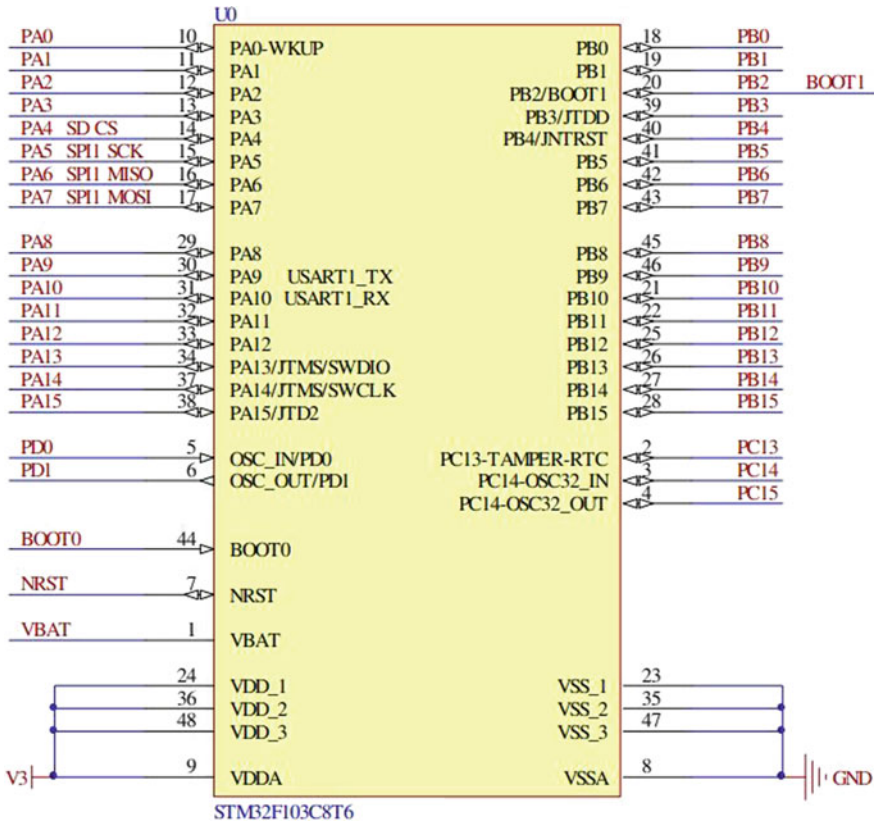 U0
PA0 10 PA0-WKUP PB0 18 PB0
PA1 11 PA1 PB1 19 PB1
PA2 12 PA2 PB2/BOOT1 20 PB2 BOOT1
PA3 13 PA3 PB3/JTDD 39 PB3
PA4 SD CS 14 PA4 PB4/JNTRST 40 PB4
PA5 SPI1 SCK 15 PA5 PB5 41 PB5
PA6 SPI1 MISO 16 PA6 PB6 42 PB6
PA7 SPI1 MOSI 17 PA7 PB7 43 PB7
PA8 29 PA8 PB8 45 PB8
PA9 30 PA9 USART1_TX PB9 46 PB9
PA10 31 PA10 USART1_RX PB10 21 PB10
PA11 32 PA11 PB11 22 PB11
PA12 33 PA12 PB12 25 PB12
PA13 34 PA13/JTMS/SWDIO PB13 26 PB13
PA14 37 PA14/JTMS/SWCLK PB14 27 PB14
PA15 38 PA15/JTD2 PB15 28 PB15
PD0 5 OSC_IN/PD0 PC13-TAMPER-RTC 2 PC13
PD1 6 OSC_OUT/PD1 PC14-OSC32_IN 3 PC14
PC14-OSC32_OUT 4 PC15
BOOT0 44 BOOT0
NRST 7 NRST
VBAT 1 VBAT
24 VDD_1 VSS_1 23
36 VDD_2 VSS_2 35
48 VDD_3 VSS_3 47
V3 9 VDDA VSSA 8 GND
STM32F103C8T6